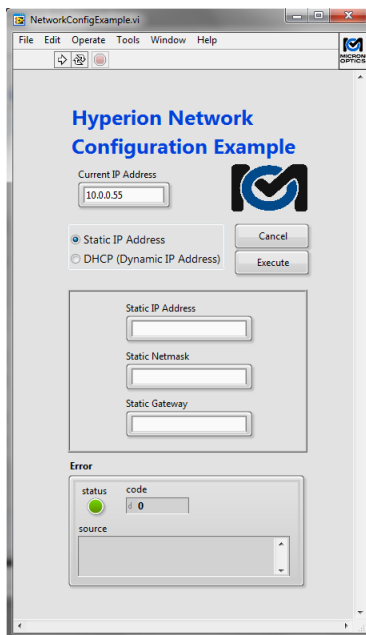 NetworkConfigExample.vi
File Edit Operate Tools Window Help
MICRON
OPTICS
Hyperion Network
Configuration Example
Current IP Address
10.0.0.55
Static IP Address
Cancel
DHCP (Dynamic IP Address)
Execute
Static IP Address
Static Netmask
Static Gateway
Error
status code
d 0
source